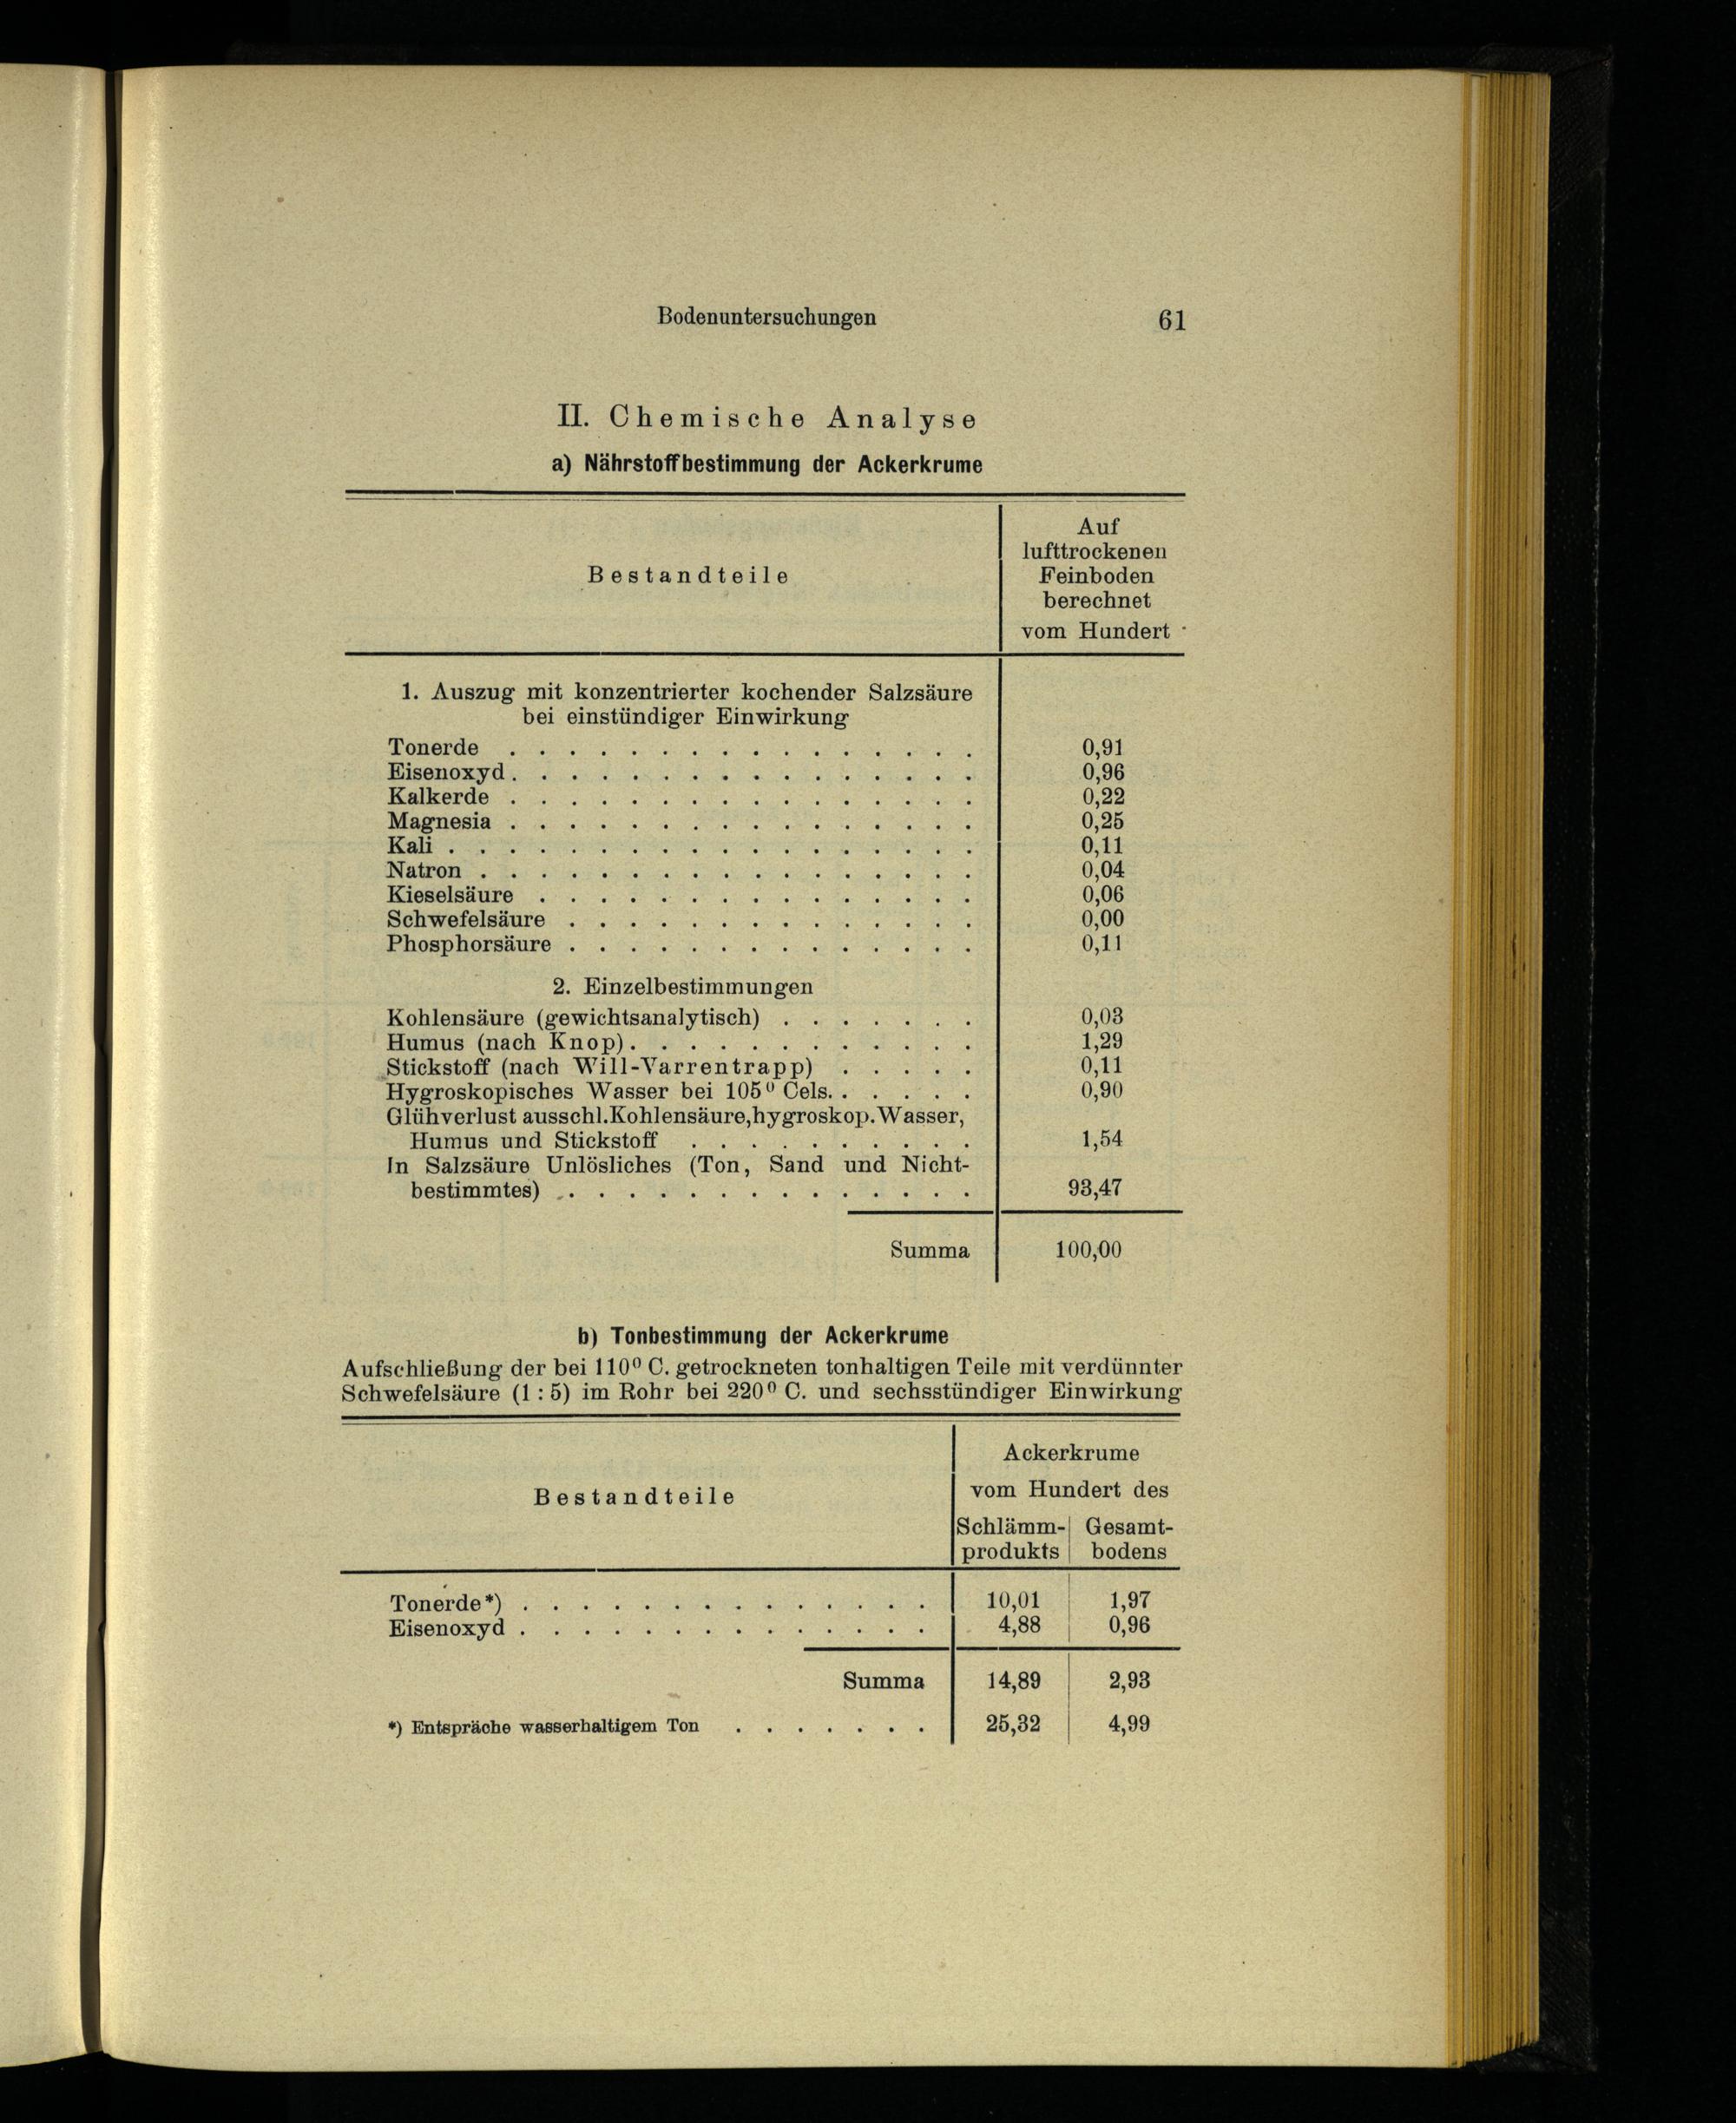 Bodenuntersuchungen 61
II. Chemische Analyse
a) Nährstoffbestimmung der Ackerkrume
Bestandteile
Auf
lufttrockenen
Feinboden
berechnet
vom Hundert
1. Auszug mit konzentrierter kochender Salzsäure
bei einstündiger Einwirkung
Tonerde . . . . . . . . . . . . . . . . 0,91
Eisenoxyd . . . . . . . . . . . . . . . . 0,96
Kalkerde . . . . . . . . . . . . . . . . 0,22
Magnesia . . . . . . . . . . . . . . . . 0,25
Kali . . . . . . . . . . . . . . . . . . 0,11
Natron . . . . . . . . . . . . . . . . . 0,04
Kieselsäure . . . . . . . . . . . . . . . 0,06
Schwefelsäure . . . . . . . . . . . . . . 0,00
Phosphorsäure . . . . . . . . . . . . . . 0,11
2. Einzelbestimmungen
Kohlensäure (gewichtsanalytisch) . . . . . . . 0,03
Humus (nach Knop) . . . . . . . . . . . . 1,29
Stickstoff (nach Will-Varrentrapp) . . . . . 0,11
Hygroskopisches Wasser bei 105⁰ Cels. . . . . . 0,90
Glühverlust ausschl. Kohlensäure, hygroskop. Wasser,
Humus und Stickstoff . . . . . . . . . . 1,54
In Salzsäure Unlösliches (Ton, Sand und Nicht-
bestimmtes) . . . . . . . . . . . . . . 93,47
Summa 100,00
b) Tonbestimmung der Ackerkrume
Aufschließung der bei 110⁰ C. getrockneten tonhaltigen Teile mit verdünnter
Schwefelsäure (1 : 5) im Rohr bei 220⁰ C. und sechsstündiger Einwirkung
Bestandteile
Ackerkrume
vom Hundert des
Schlämm- Gesamt-
produkts bodens
Tonerde*) . . . . . . . . . . . . . . 10,01 1,97
Eisenoxyd . . . . . . . . . . . . . . 4,88 0,96
Summa 14,89 2,93
*) Entspräche wasserhaltigem Ton . . . . . . . 25,32 4,99